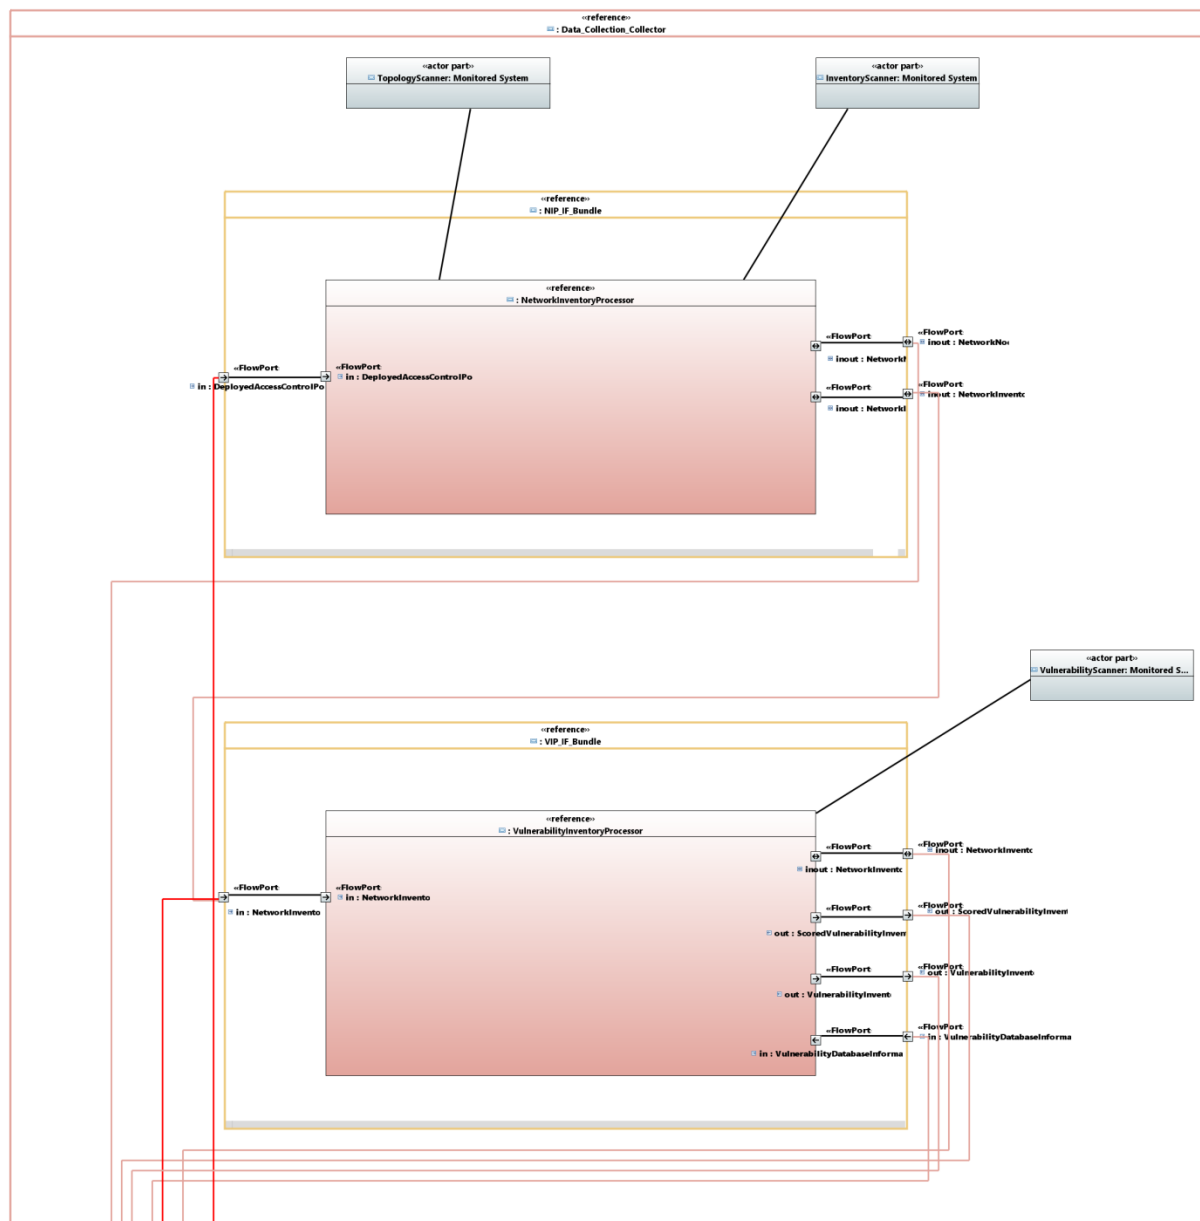 «reference»
: Data_Collection_Collector
«actor part»
TopologyScanner: Monitored System
«actor part»
InventoryScanner: Monitored System
«reference»
: NIP_IF_Bundle
«reference»
: NetworkInventoryProcessor
«FlowPort
inout : NetworkNo
«FlowPort
inout : Network
«FlowPort
in : DeployedAccessControlPo
«FlowPort
in : DeployedAccessControlPo
«FlowPort
inout : NetworkInvento
«FlowPort
inout : NetworkI
«actor part»
VulnerabilityScanner: Monitored S...
«reference»
: VIP_IF_Bundle
«reference»
: VulnerabilityInventoryProcessor
«FlowPort
inout : NetworkInvento
«FlowPort
inout : NetworkInvento
«FlowPort
in : NetworkInvento
«FlowPort
in : NetworkInvento
«FlowPort
out : ScoredVulnerabilityInvent
«FlowPort
out : ScoredVulnerabilityInven
«FlowPort
out : VulnerabilityInvent
«FlowPort
out : VulnerabilityInvent
«FlowPort
in : VulnerabilityDatabaseInforma
«FlowPort
in : VulnerabilityDatabaseInforma